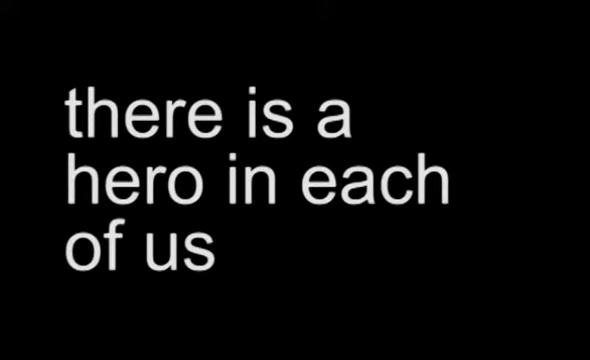 there is a
hero in each
of us